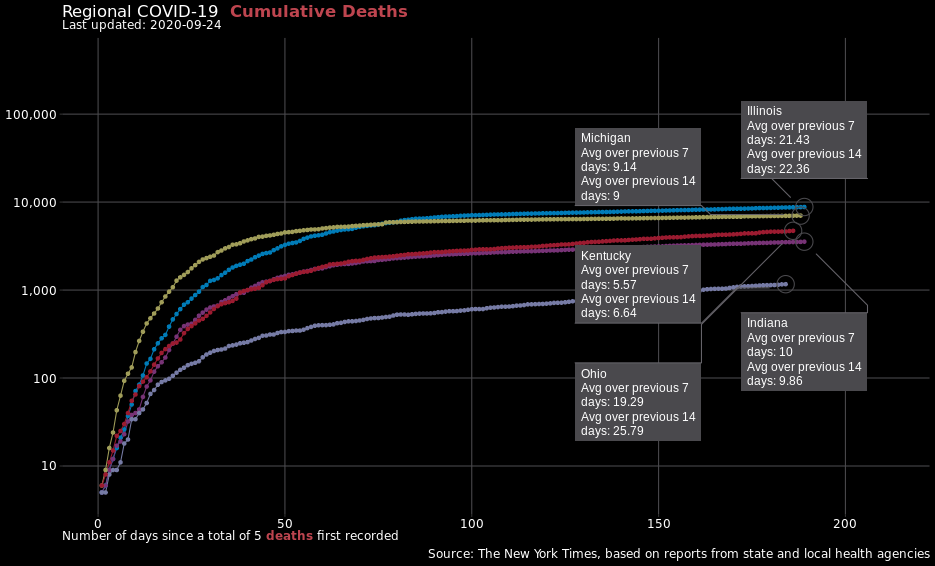 Regional COVID-19 Cumulative Deaths
Last updated: 2020-09-24
100,000
10,000
1,000
100
10
Illinois
Avg over previous 7
days: 21.43
Avg over previous 14
days: 22.36
Michigan
Avg over previous 7
days: 9.14
Avg over previous 14
days: 9
Kentucky
Avg over previous 7
days: 5.57
Avg over previous 14
days: 6.64
Indiana
Avg over previous 7
days: 10
Avg over previous 14
days: 9.86
Ohio
Avg over previous 7
days: 19.29
Avg over previous 14
days: 25.79
0 50 100 150 200
Number of days since a total of 5 deaths first recorded
Source: The New York Times, based on reports from state and local health agencies